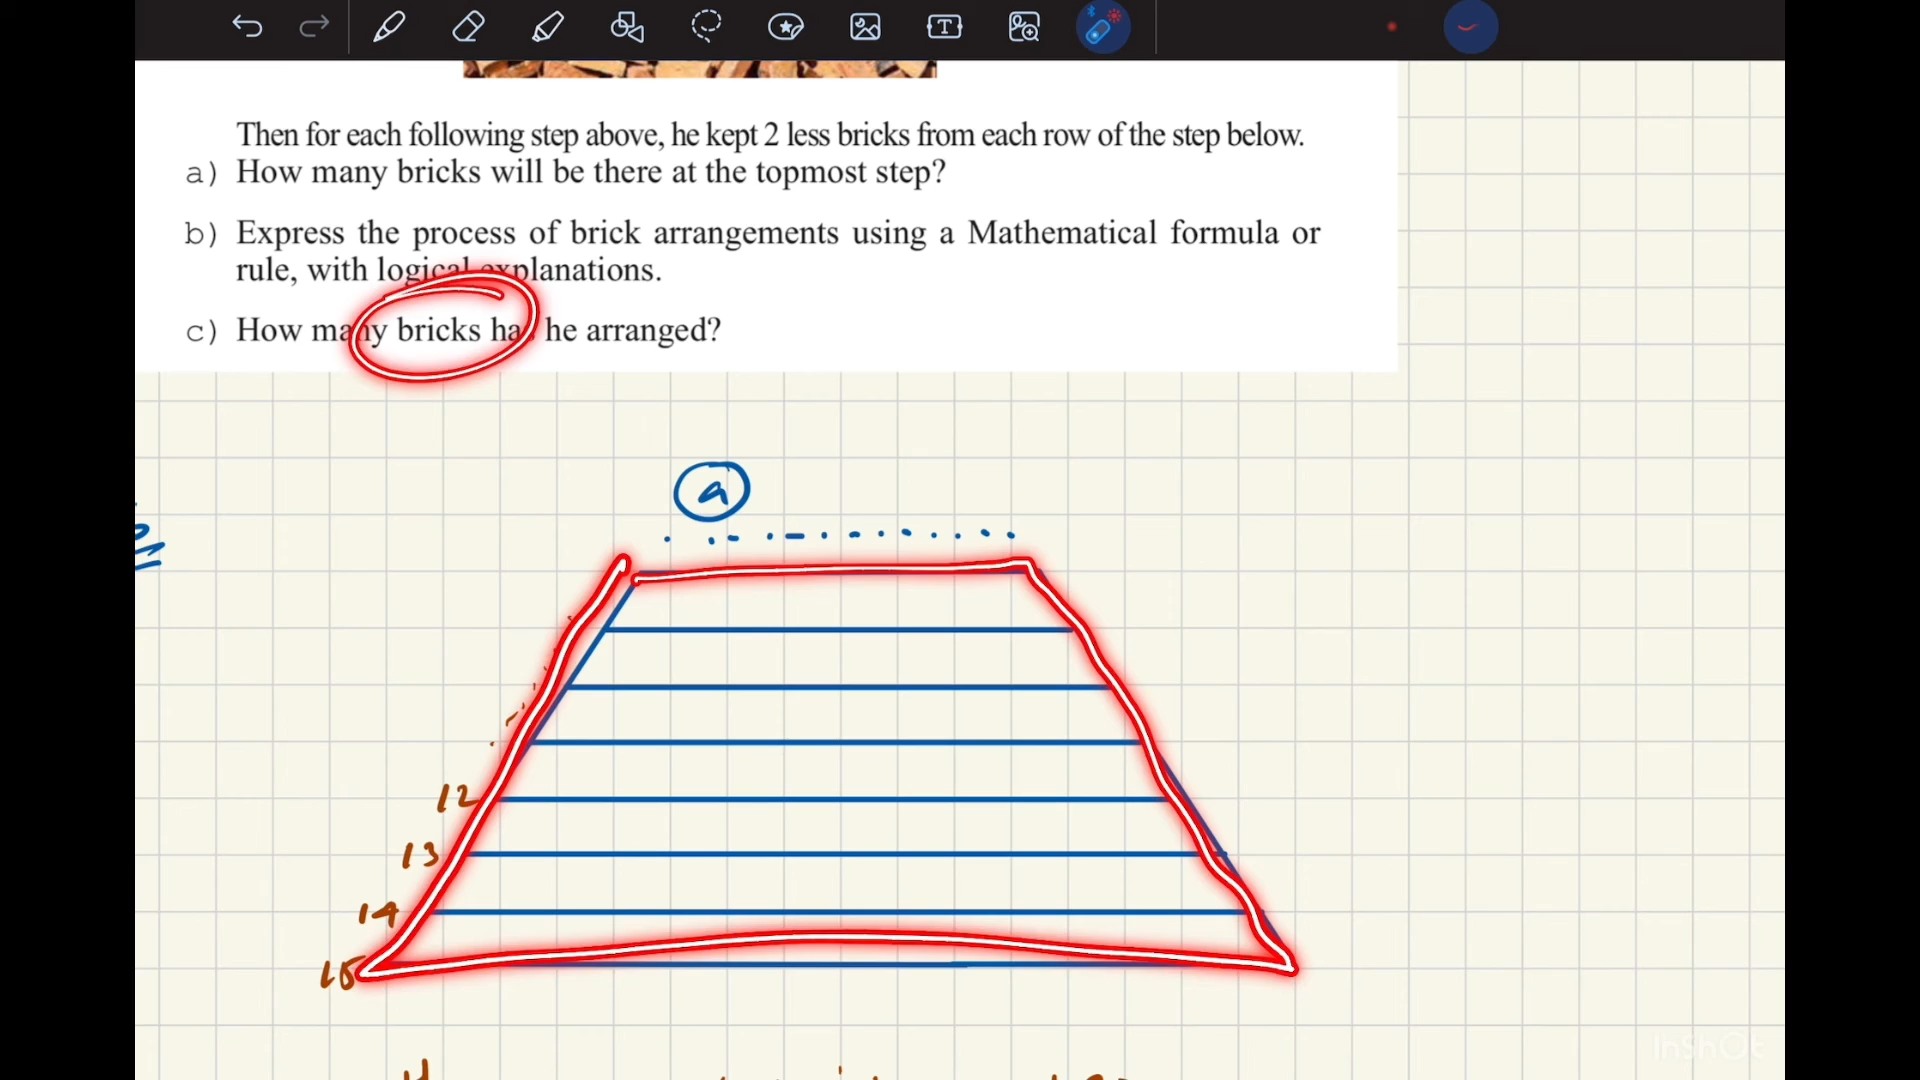 Then for each following step above, he kept 2 less bricks from each row of the step below.
a) How many bricks will be there at the topmost step?
b) Express the process of brick arrangements using a Mathematical formula or
rule, with logical explanations.
c) How many bricks has he arranged?
a
12
13
14
15
InShOt